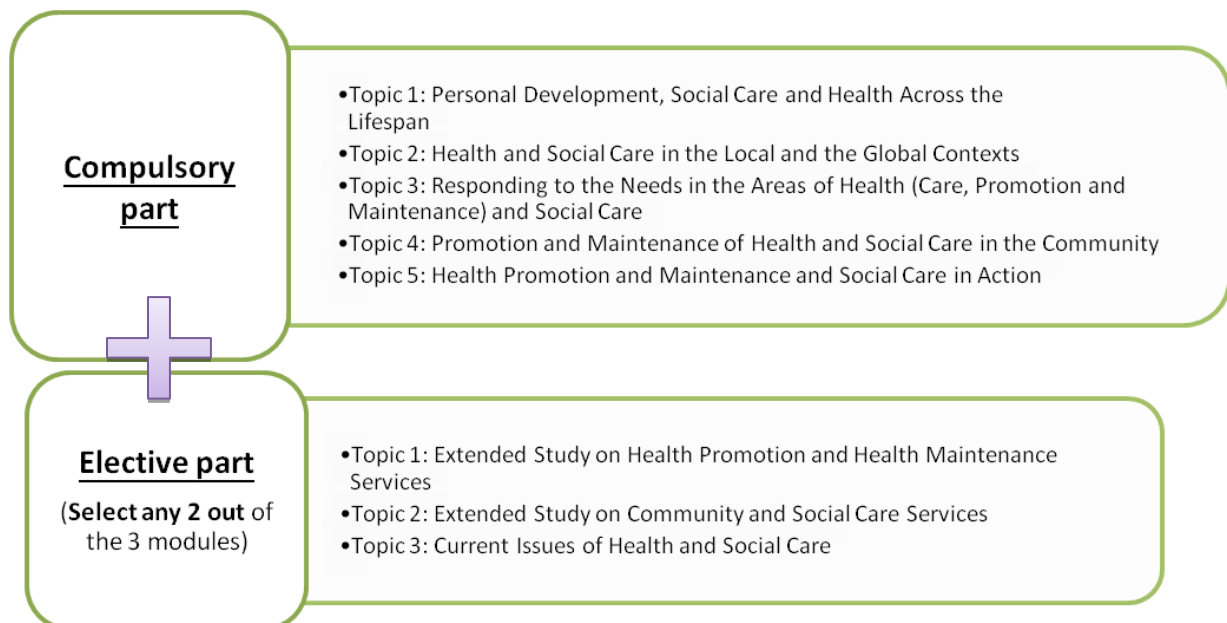 Compulsory
part
•Topic 1: Personal Development, Social Care and Health Across the
Lifespan
•Topic 2: Health and Social Care in the Local and the Global Contexts
•Topic 3: Responding to the Needs in the Areas of Health (Care, Promotion and
Maintenance) and Social Care
•Topic 4: Promotion and Maintenance of Health and Social Care in the Community
•Topic 5: Health Promotion and Maintenance and Social Care in Action
Elective part
(Select any 2 out of
the 3 modules)
•Topic 1: Extended Study on Health Promotion and Health Maintenance
Services
•Topic 2: Extended Study on Community and Social Care Services
•Topic 3: Current Issues of Health and Social Care